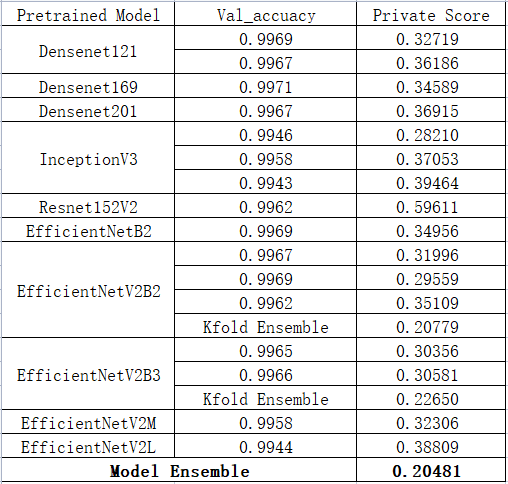 Pretrained Model Val_accuacy Private Score
Densenet121 0.9969 0.32719
0.9967 0.36186
Densenet169 0.9971 0.34589
Densenet201 0.9967 0.36915
InceptionV3 0.9946 0.28210
0.9958 0.37053
0.9943 0.39464
Resnet152V2 0.9962 0.59611
EfficientNetB2 0.9969 0.34956
EfficientNetV2B2 0.9967 0.31996
0.9969 0.29559
0.9962 0.35109
Kfold Ensemble 0.20779
EfficientNetV2B3 0.9965 0.30356
0.9966 0.30581
Kfold Ensemble 0.22650
EfficientNetV2M 0.9958 0.32306
EfficientNetV2L 0.9944 0.38809
Model Ensemble 0.20481